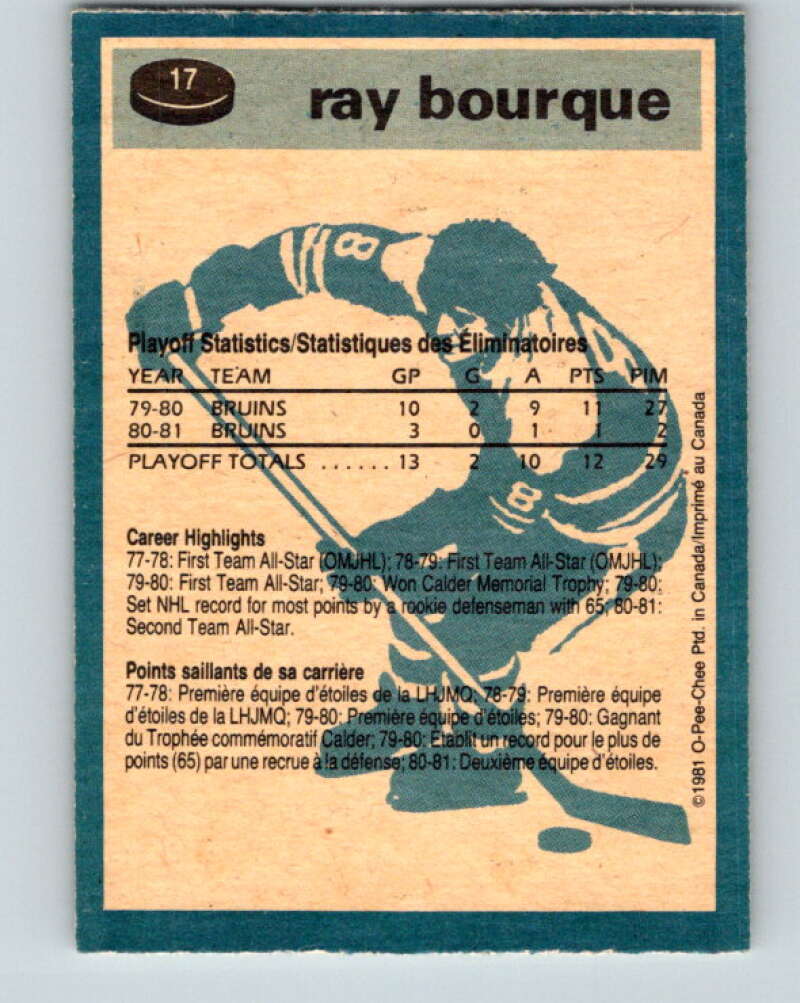 17
ray bourque
8
8
Playoff Statistics/Statistiques des Éliminatoires
YEAR TEAM GP G A PTS PIM
79-80 BRUINS 10 2 9 11 27
80-81 BRUINS 3 0 1 1 2
PLAYOFF TOTALS ...... 13 2 10 12 29
8
Career Highlights
77-78: First Team All-Star (OMJHL); 78-79: First Team All-Star (OMJHL);
79-80: First Team All-Star; 79-80: Won Calder Memorial Trophy; 79-80:
Set NHL record for most points by a rookie defenseman with 65; 80-81:
Second Team All-Star.
Points saillants de sa carrière
77-78: Première équipe d'étoiles de la LHJMQ; 78-79: Première équipe
d'étoiles de la LHJMQ; 79-80: Première équipe d'étoiles; 79-80: Gagnant
du Trophée commémoratif Calder; 79-80: Etablit un record pour le plus de
points (65) par une recrue à la défense; 80-81: Deuxième équipe d'étoiles.
©1981 O-Pee-Chee Ptd. in Canada/Imprimé au Canada